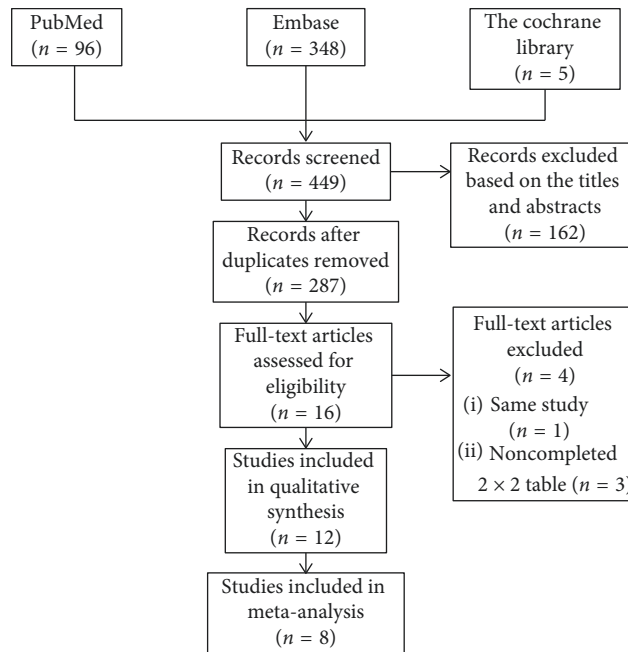 PubMed
(n = 96)
Embase
(n = 348)
The cochrane
library
(n = 5)
Records screened
(n = 449)
Records excluded
based on the titles
and abstracts
(n = 162)
Records after
duplicates removed
(n = 287)
Full-text articles
assessed for
eligibility
(n = 16)
Full-text articles
excluded
(n = 4)
(i) Same study
(n = 1)
(ii) Noncompleted
2 × 2 table (n = 3)
Studies included
in qualitative
synthesis
(n = 12)
Studies included in
meta-analysis
(n = 8)